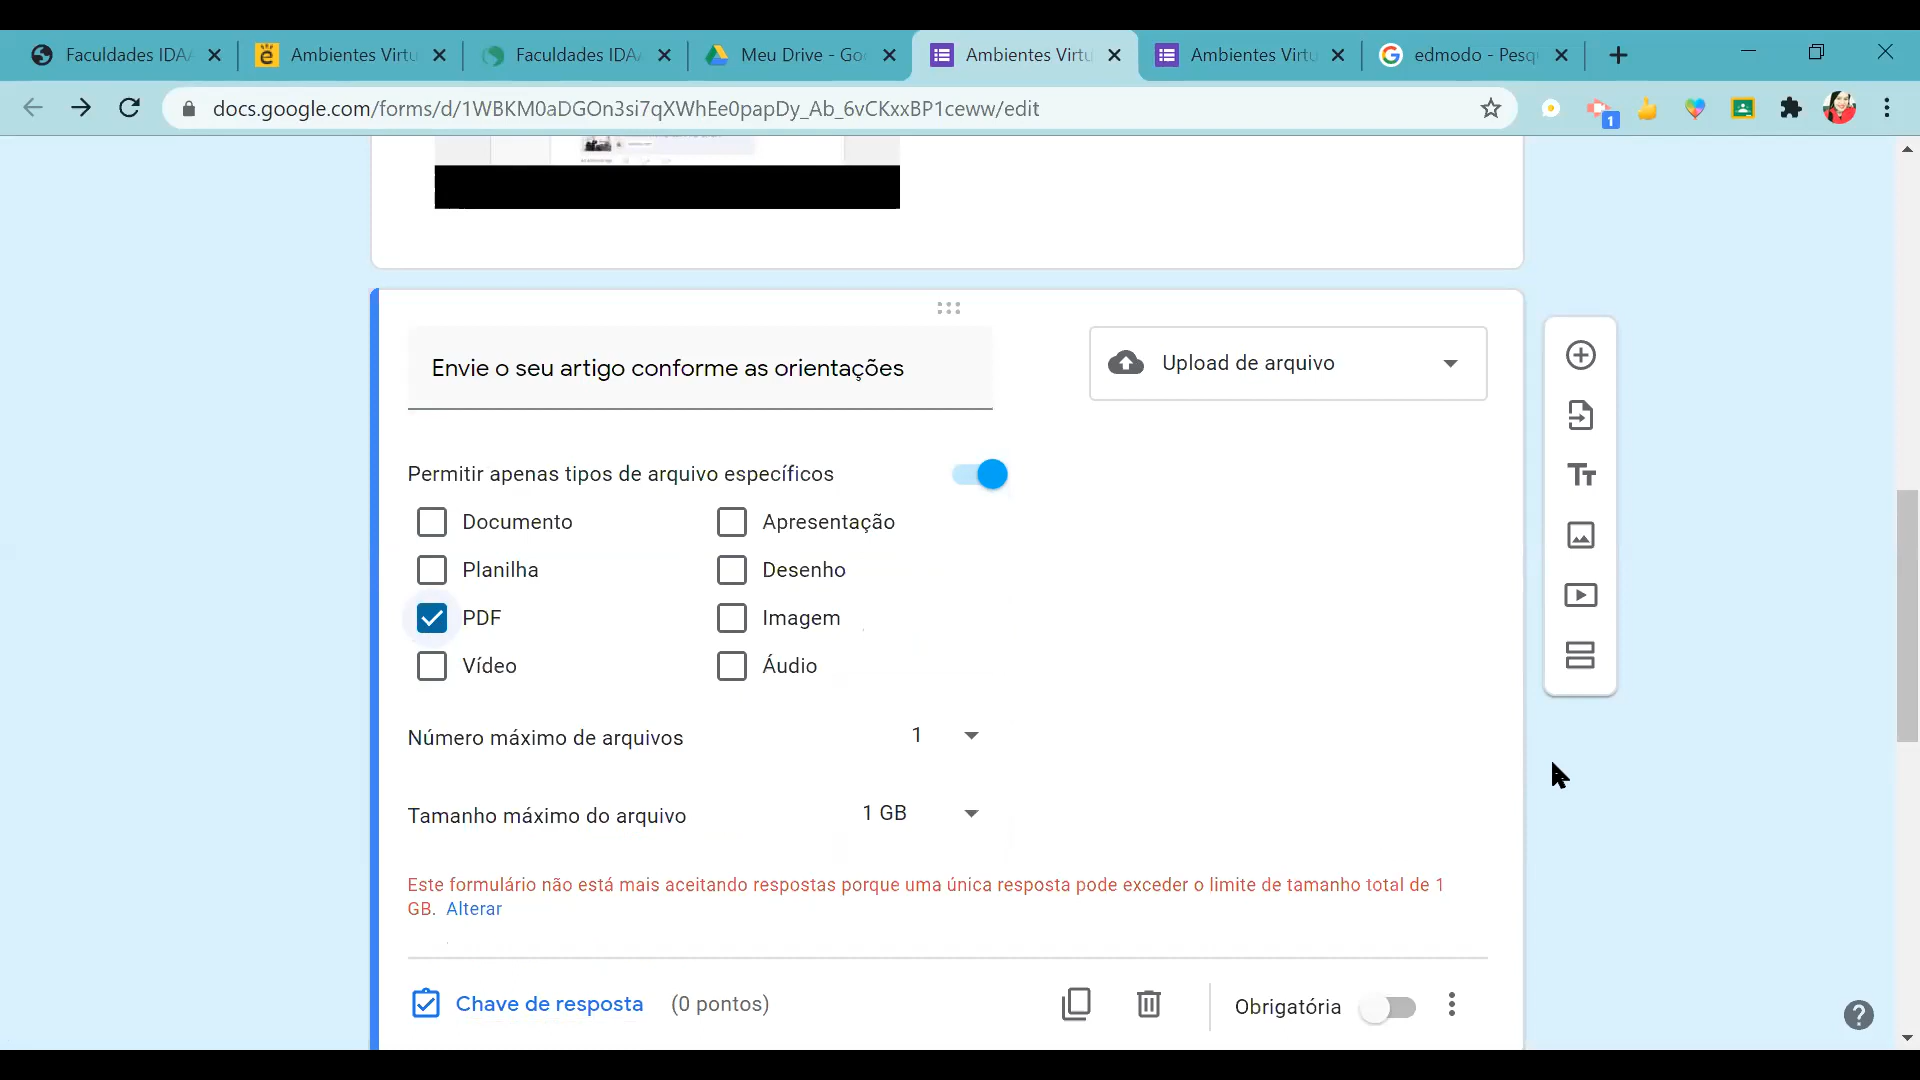 Faculdades IDAA
Ambientes Virtu
Faculdades IDAA
Meu Drive - Goo
Ambientes Virtu
Ambientes Virtu
edmodo - Pesq
docs.google.com/forms/d/1WBKM0aDGOn3si7qXWhEe0papDy_Ab_6vCKxxBP1ceww/edit
1
Envie o seu artigo conforme as orientações
Upload de arquivo
Permitir apenas tipos de arquivo específicos
Documento
Apresentação
Planilha
Desenho
PDF
Imagem
Vídeo
Áudio
Número máximo de arquivos
1
Tamanho máximo do arquivo
1 GB
Este formulário não está mais aceitando respostas porque uma única resposta pode exceder o limite de tamanho total de 1
GB. Alterar
Chave de resposta (0 pontos)
Obrigatória